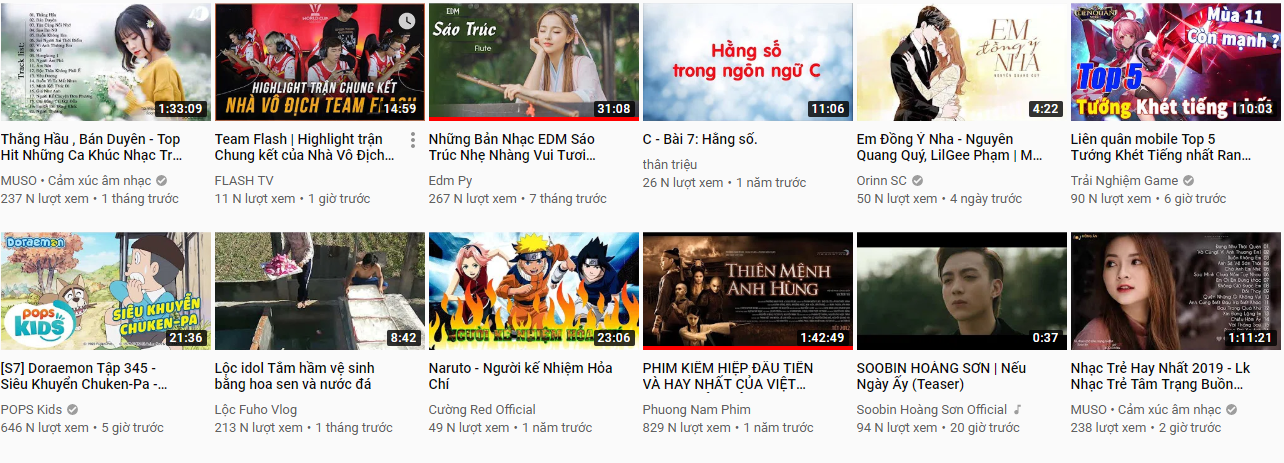 Track list:
1:33:09
WORLD CUP
HIGHLIGHT TRẬN CHUNG KẾT
NHÀ VÔ ĐỊCH TEAM FLASH
14:59
EDM
Sáo Trúc
Flute
31:08
Hằng số
trong ngôn ngữ C
11:06
EM
đồng ý
NHA
NGUYỄN QUANG QUÝ
4:22
LIÊN QUÂN
Mùa 11
Còn mạnh ?
Top 5
Tướng Khét tiếng
10:03
Thằng Hầu , Bán Duyên - Top
Hit Những Ca Khúc Nhạc Tr...
MUSO • Cảm xúc âm nhạc
237 N lượt xem • 1 tháng trước
Team Flash | Highlight trận
Chung kết của Nhà Vô Địch...
FLASH TV
11 N lượt xem • 1 giờ trước
Những Bản Nhạc EDM Sáo
Trúc Nhẹ Nhàng Vui Tươi...
Edm Py
267 N lượt xem • 7 tháng trước
C - Bài 7: Hằng số.
thân triệu
26 N lượt xem • 1 năm trước
Em Đồng Ý Nha - Nguyên
Quang Quý, LilGee Phạm | M...
Orinn SC
50 N lượt xem • 4 ngày trước
Liên quân mobile Top 5
Tướng Khét Tiếng nhất Ran...
Trải Nghiệm Game
90 N lượt xem • 6 giờ trước
Doraemon
POPS
KIDS
SIÊU KHUYỂN
CHUKEN-PA
21:36
8:42
NGƯỜI KẾ NHIỆM HỎA
23:06
THIÊN MỆNH
ANH HÙNG
1:42:49
0:37
1:11:21
[S7] Doraemon Tập 345 -
Siêu Khuyển Chuken-Pa -...
POPS Kids
646 N lượt xem • 5 giờ trước
Lộc idol Tắm hầm vệ sinh
bằng hoa sen và nước đá
Lộc Fuho Vlog
213 N lượt xem • 1 tháng trước
Naruto - Người kế Nhiệm Hỏa
Chí
Cường Red Official
49 N lượt xem • 1 năm trước
PHIM KIẾM HIỆP ĐẦU TIÊN
VÀ HAY NHẤT CỦA VIỆT...
Phuong Nam Phim
829 N lượt xem • 1 năm trước
SOOBIN HOÀNG SƠN | Nếu
Ngày Ấy (Teaser)
Soobin Hoàng Sơn Official
94 N lượt xem • 20 giờ trước
Nhạc Trẻ Hay Nhất 2019 - Lk
Nhạc Trẻ Tâm Trạng Buồn...
MUSO • Cảm xúc âm nhạc
238 lượt xem • 2 giờ trước